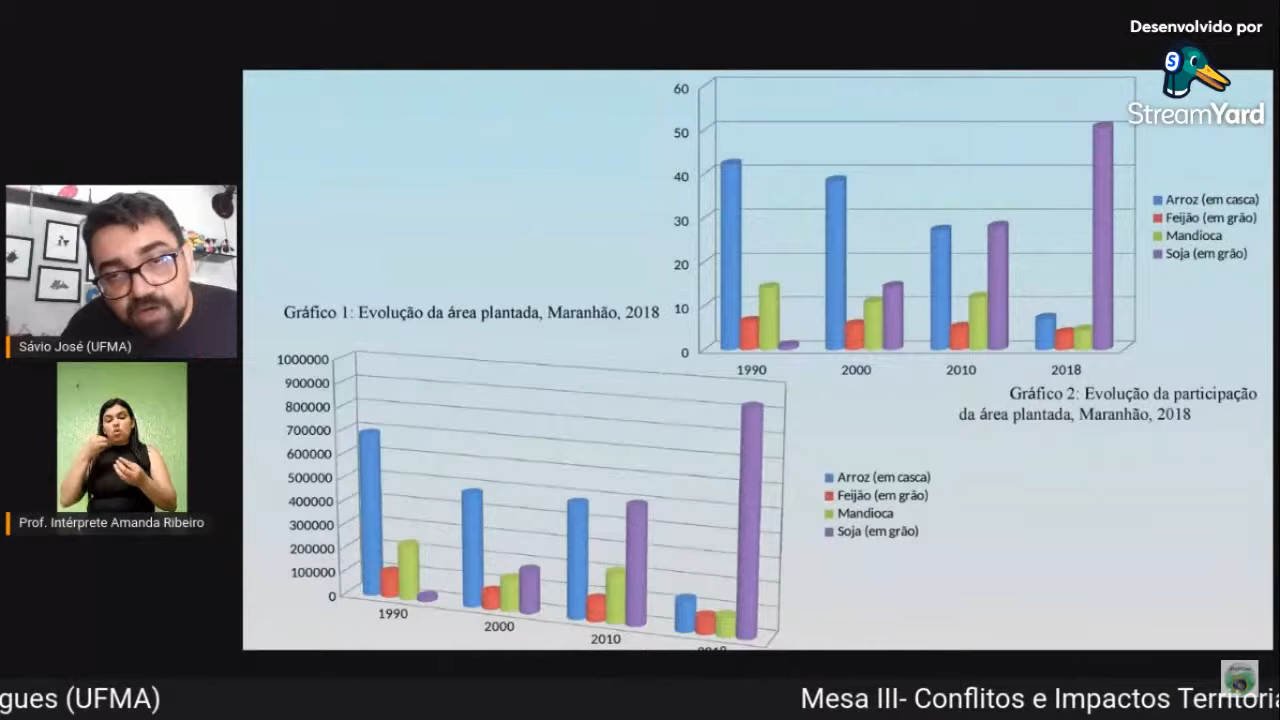 Desenvolvido por
StreamYard
60
50
40
30
20
10
0
1990
2000
2010
2018
Arroz (em casca)
Feijão (em grão)
Mandioca
Soja (em grão)
Gráfico 2: Evolução da participação
da área plantada, Maranhão, 2018
Gráfico 1: Evolução da área plantada, Maranhão, 2018
1000000
900000
800000
700000
600000
500000
400000
300000
200000
100000
0
1990
2000
2010
2018
Arroz (em casca)
Feijão (em grão)
Mandioca
Soja (em grão)
Sávio José (UFMA)
Prof. Intérprete Amanda Ribeiro
gues (UFMA)
Mesa III- Conflitos e Impactos Territoria